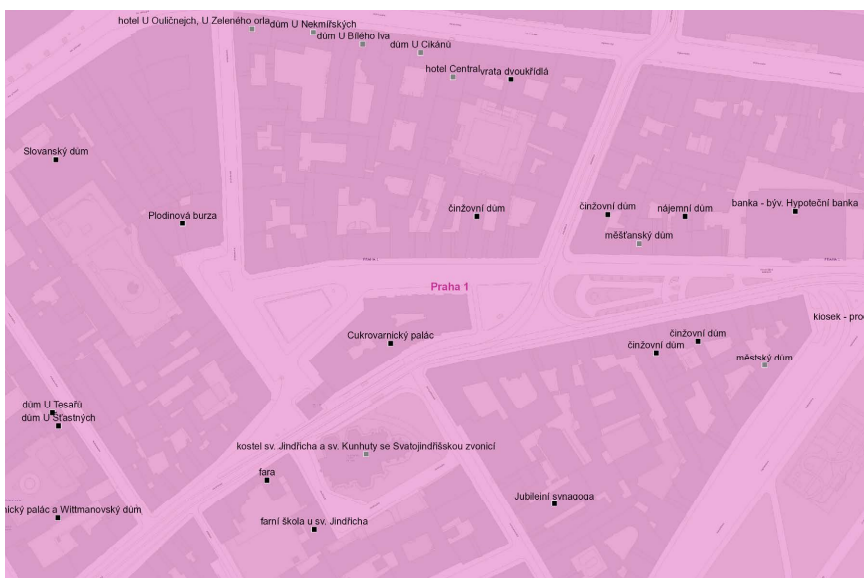 hotel U Ouličnejch, U Zeleného orla
dům U Nekmířských
dům U Bílého lva
dům U Cikánů
hotel Central
vrata dvoukřídlá
Slovanský dům
Plodinová burza
činžovní dům
činžovní dům
nájemní dům
banka - býv. Hypoteční banka
měšťanský dům
Praha 1
kiosek - pro
Cukrovarnický palác
činžovní dům
činžovní dům
městský dům
dům U Tesařů
dům U Šťastných
kostel sv. Jindřicha a sv. Kunhuty se Svatojindřišskou zvonicí
fara
Jubilejní synagoga
nický palác a Wittmanovský dům
farní škola u sv. Jindřicha